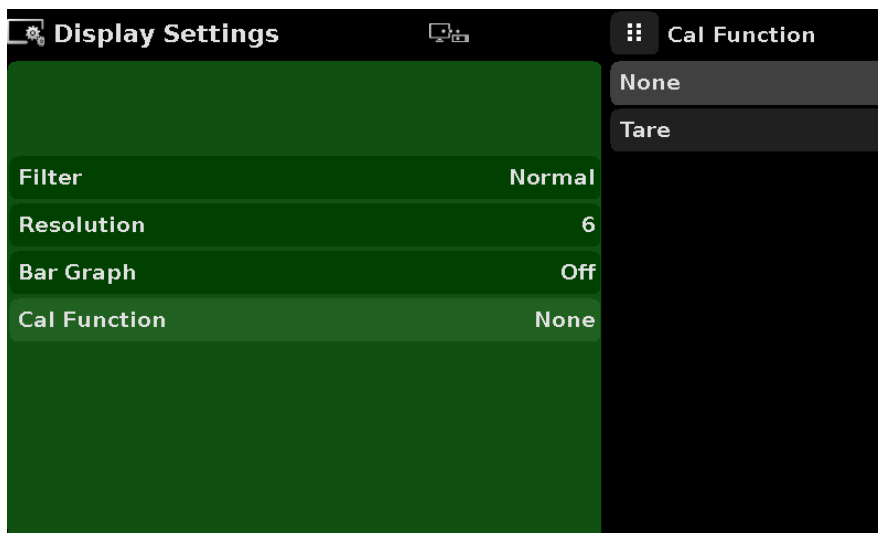 Display Settings
Filter Normal
Resolution 6
Bar Graph Off
Cal Function None
Cal Function
None
Tare